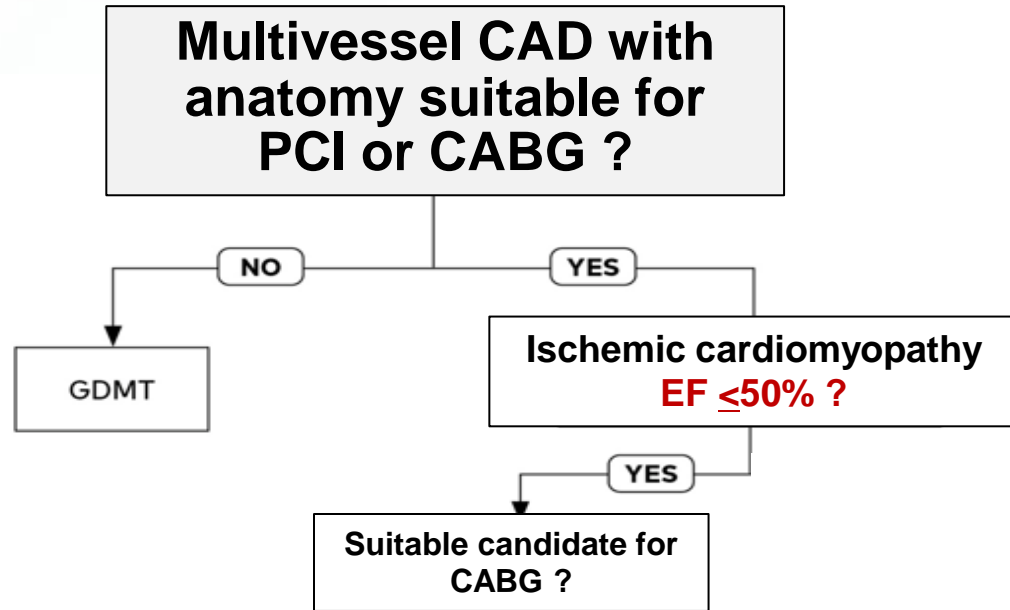 Multivessel CAD with
anatomy suitable for
PCI or CABG ?
NO
YES
GDMT
Ischemic cardiomyopathy
EF ≤50% ?
YES
Suitable candidate for
CABG ?